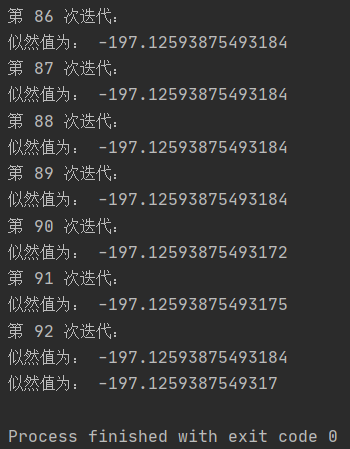 第 86 次迭代：
似然值为： -197.12593875493184
第 87 次迭代：
似然值为： -197.12593875493184
第 88 次迭代：
似然值为： -197.12593875493184
第 89 次迭代：
似然值为： -197.12593875493184
第 90 次迭代：
似然值为： -197.12593875493172
第 91 次迭代：
似然值为： -197.12593875493175
第 92 次迭代：
似然值为： -197.12593875493184
似然值为： -197.1259387549317
Process finished with exit code 0